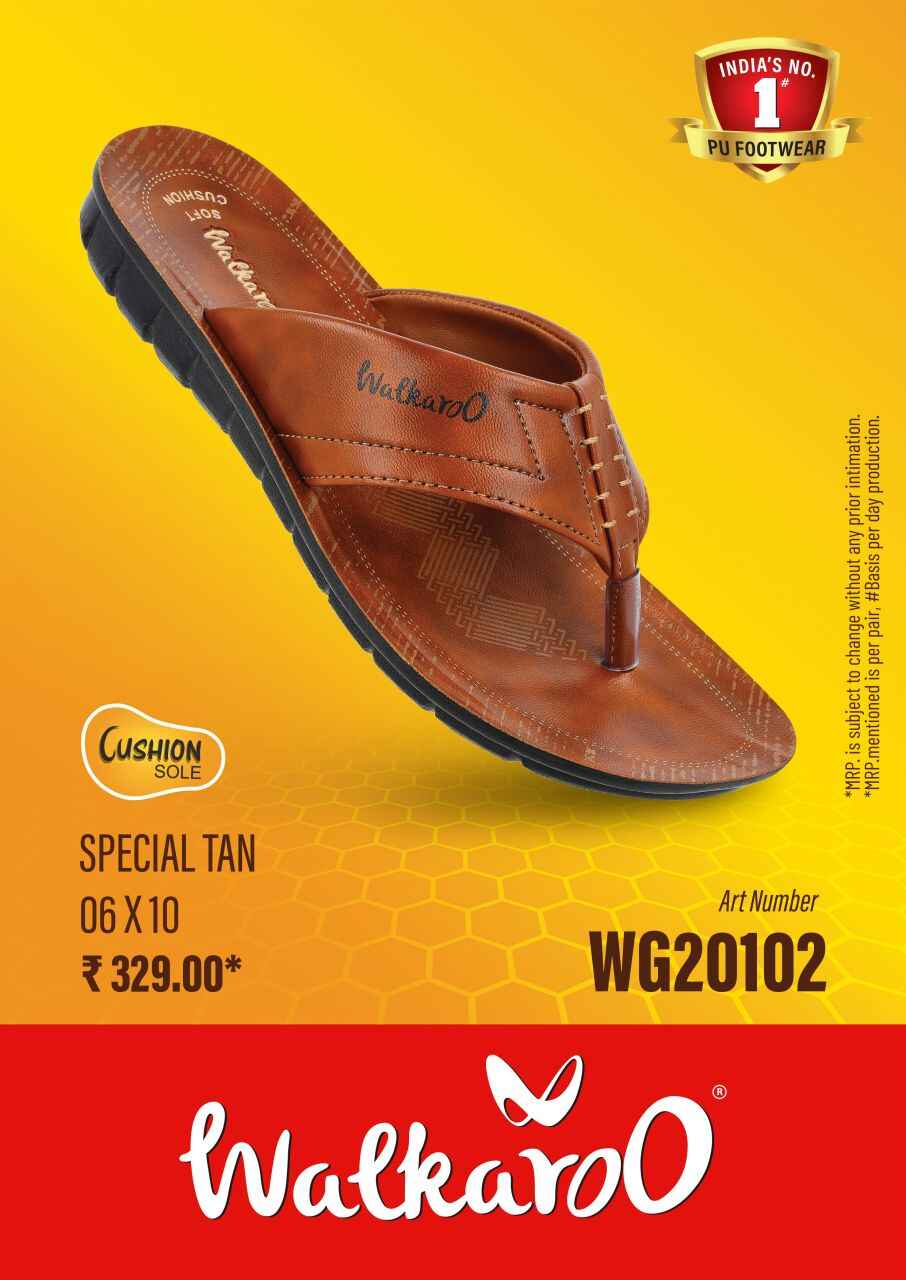 INDIA'S NO.
1#
PU FOOTWEAR
CUSHION
SOFT
Walkaroo
WalkaroO
*MRP. is subject to change without any prior intimation.
*MRP.mentioned is per pair, #Basis per day production.
CUSHION
SOLE
SPECIAL TAN
06 X 10
₹ 329.00*
Art Number
WG20102
WalkaroO®